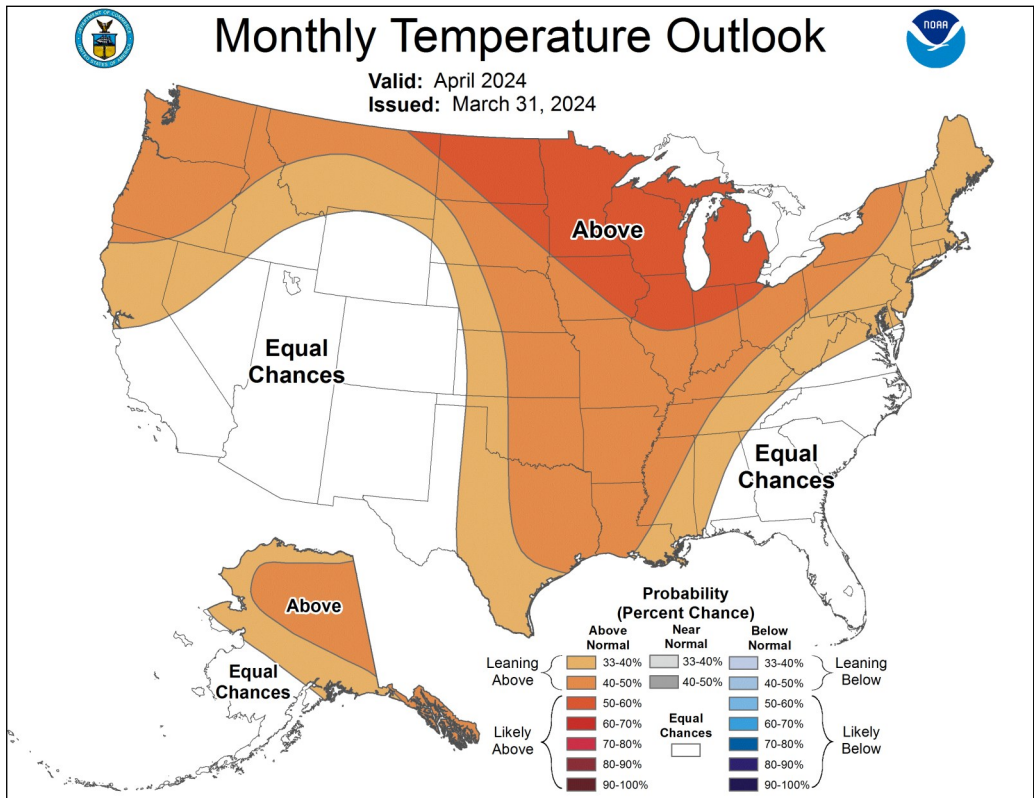 Monthly Temperature Outlook
NOAA
Valid: April 2024
Issued: March 31, 2024
Above
Equal
Chances
Equal
Chances
Above
Equal
Chances
Probability
(Percent Chance)
Above
Normal
Near
Normal
Below
Normal
Leaning
Above
33-40%
40-50%
33-40%
40-50%
33-40%
40-50%
Leaning
Below
Likely
Above
50-60%
60-70%
70-80%
80-90%
90-100%
Equal
Chances
50-60%
60-70%
70-80%
80-90%
90-100%
Likely
Below